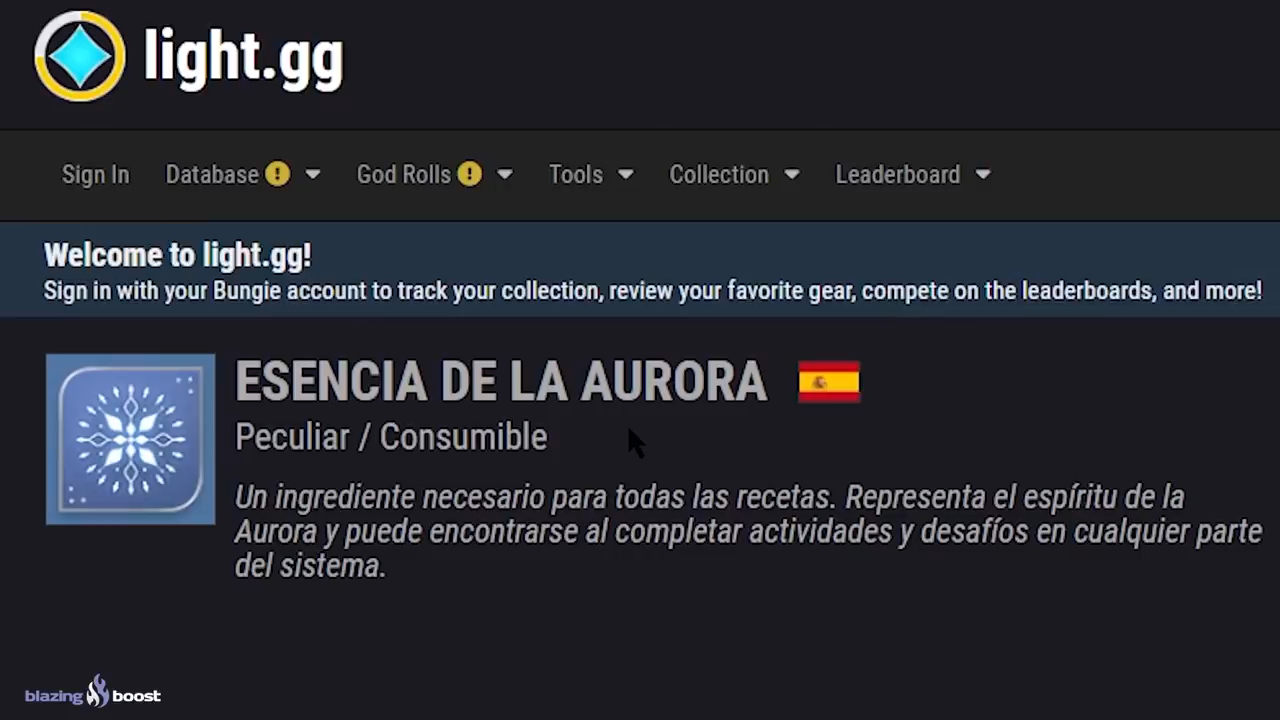 light.gg
Sign In Database ! God Rolls ! Tools Collection Leaderboard
Welcome to light.gg!
Sign in with your Bungie account to track your collection, review your favorite gear, compete on the leaderboards, and more!
ESENCIA DE LA AURORA
Peculiar / Consumible
Un ingrediente necesario para todas las recetas. Representa el espíritu de la
Aurora y puede encontrarse al completar actividades y desafíos en cualquier parte
del sistema.
blazing boost